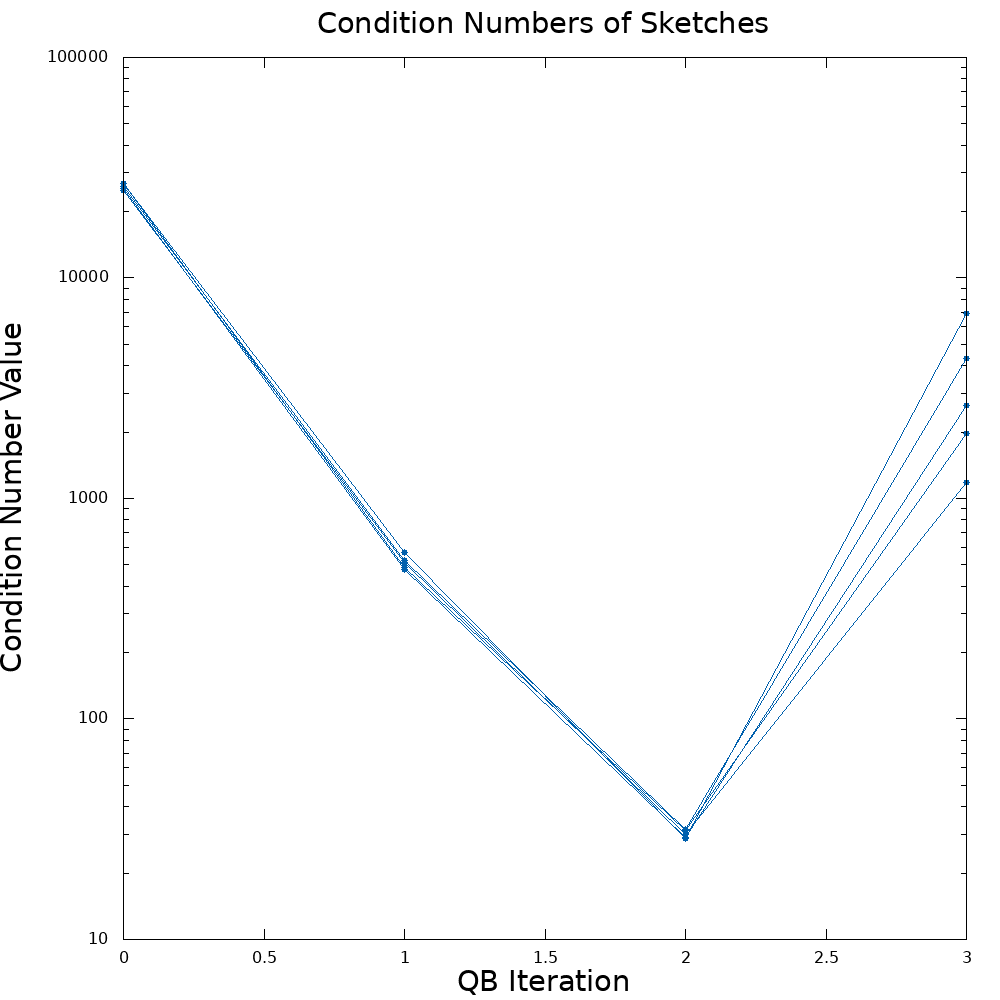 Condition Numbers of Sketches
100000
10000
1000
100
10
Condition Number Value
0 0.5 1 1.5 2 2.5 3
QB Iteration